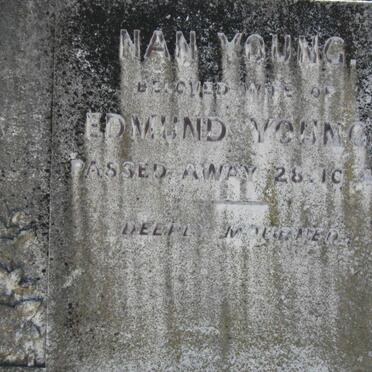 NAN YOUNG,
BELOVED WIFE OF
EDMUND YOUNG
PASSED AWAY 28.10.
DEEPLY MOURNED.